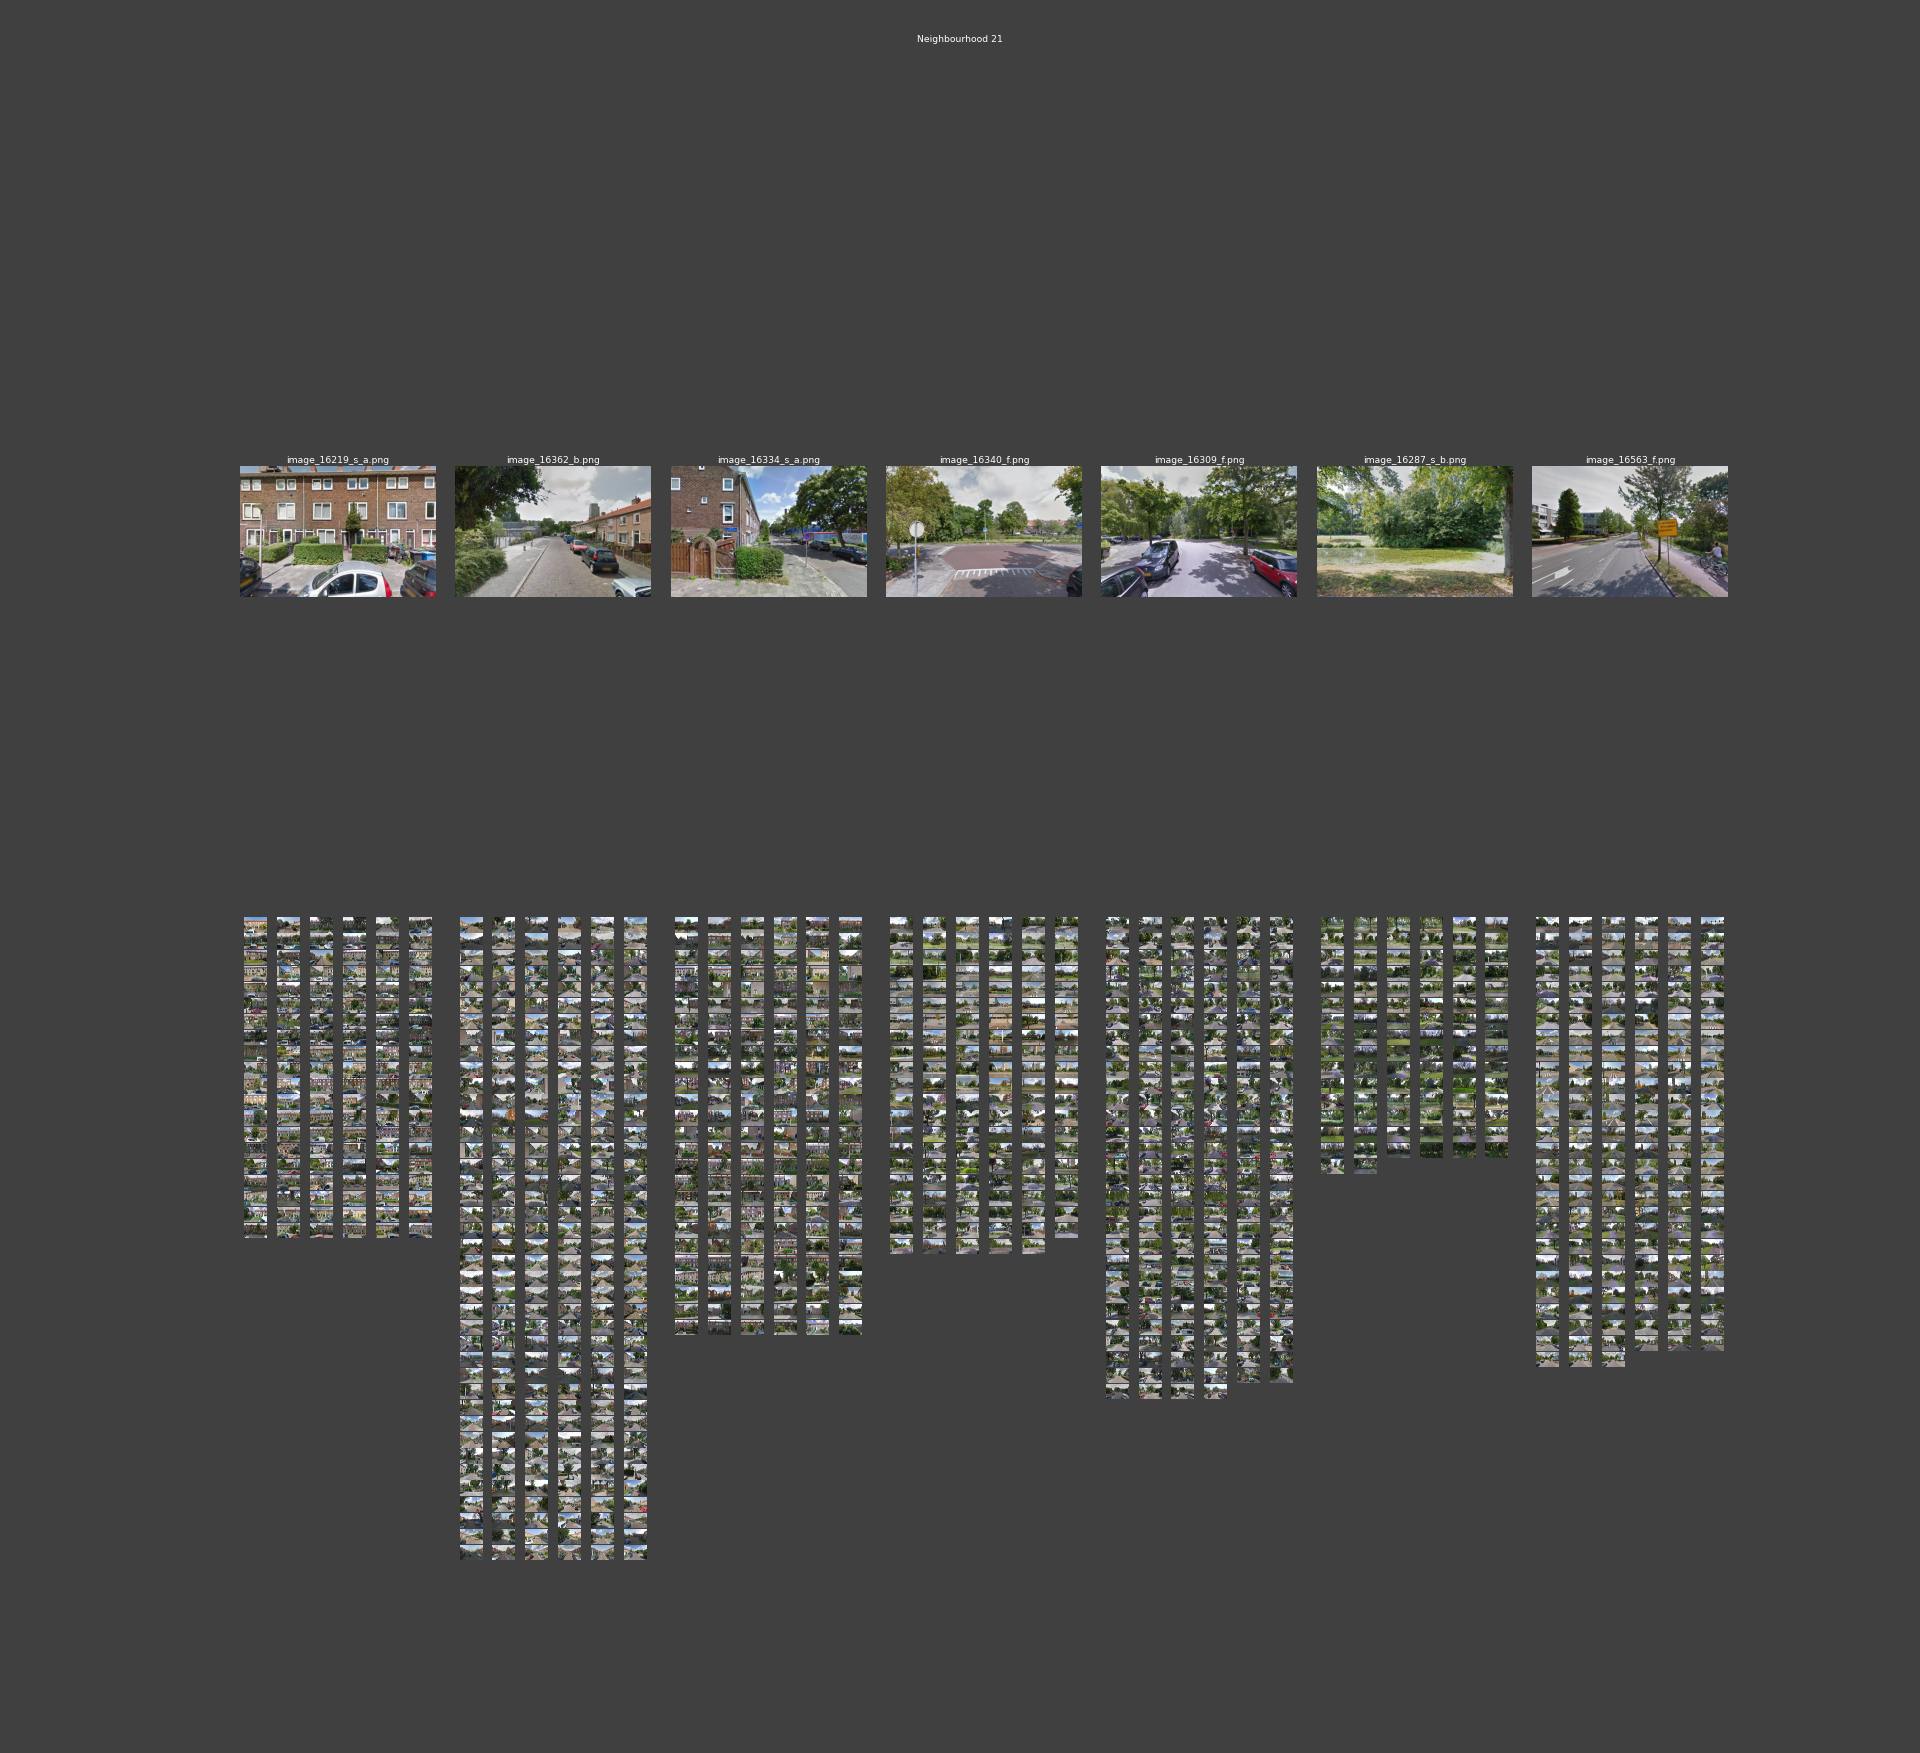 Neighbourhood 21
image_16219_s_a.png
image_16362_b.png
image_16334_s_a.png
image_16340_f.png
image_16309_f.png
image_16287_s_b.png
image_16563_f.png